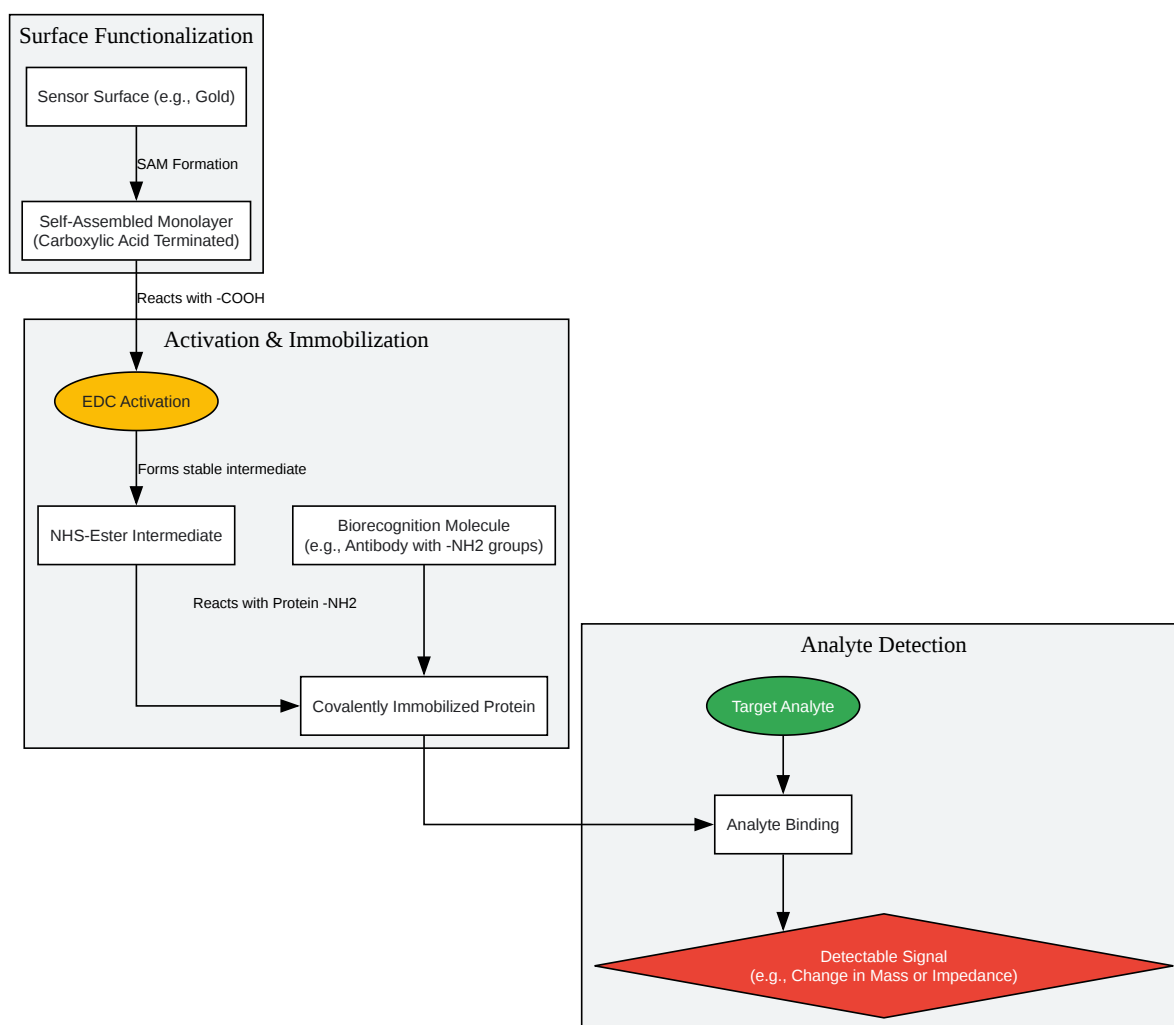 Surface Functionalization
Sensor Surface (e.g., Gold)
SAM Formation
Self-Assembled Monolayer
(Carboxylic Acid Terminated)
Reacts with -COOH
Activation & Immobilization
EDC Activation
Forms stable intermediate
NHS-Ester Intermediate
Biorecognition Molecule
(e.g., Antibody with -NH2 groups)
Reacts with Protein -NH2
Covalently Immobilized Protein
Analyte Detection
Target Analyte
Analyte Binding
Detectable Signal
(e.g., Change in Mass or Impedance)